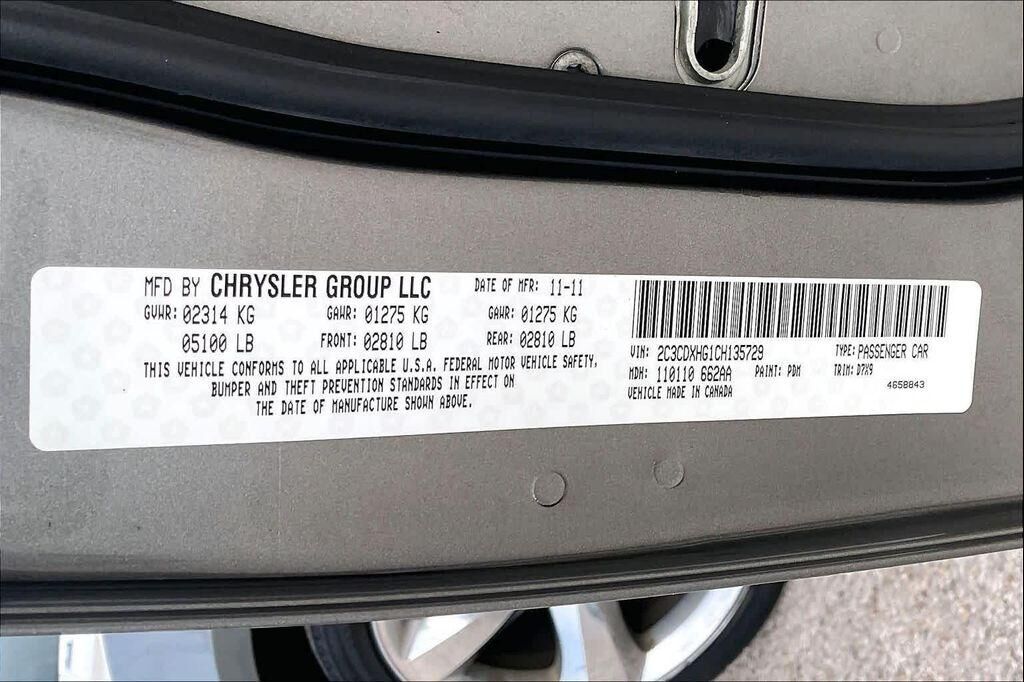 MFD BY CHRYSLER GROUP LLC DATE OF MFR: 11-11
GVWR: 02314 KG GAWR: 01275 KG GAWR: 01275 KG
05100 LB FRONT: 02810 LB REAR: 02810 LB
THIS VEHICLE CONFORMS TO ALL APPLICABLE U.S.A. FEDERAL MOTOR VEHICLE SAFETY,
BUMPER AND THEFT PREVENTION STANDARDS IN EFFECT ON
THE DATE OF MANUFACTURE SHOWN ABOVE.
VIN: 2C3CDXHG1CH135729 TYPE: PASSENGER CAR
MDH: 110110 662AA PAINT: PDM TRIM: D7X9
VEHICLE MADE IN CANADA 4658843